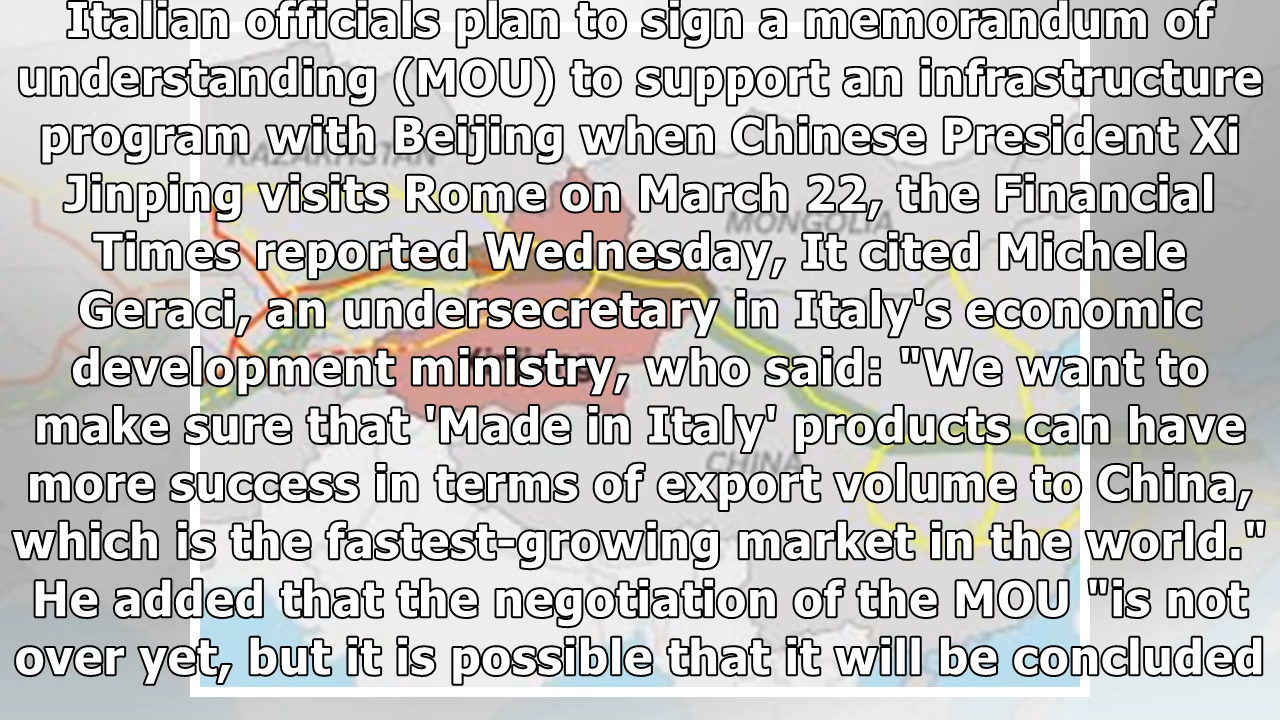 Italian officials plan to sign a memorandum of
understanding (MOU) to support an infrastructure
program with Beijing when Chinese President Xi
Jinping visits Rome on March 22, the Financial
Times reported Wednesday, It cited Michele
Geraci, an undersecretary in Italy's economic
development ministry, who said: "We want to
make sure that 'Made in Italy' products can have
more success in terms of export volume to China,
which is the fastest-growing market in the world."
He added that the negotiation of the MOU "is not
over yet, but it is possible that it will be concluded
KAZAKHSTAN
MONGOLIA
CHINA